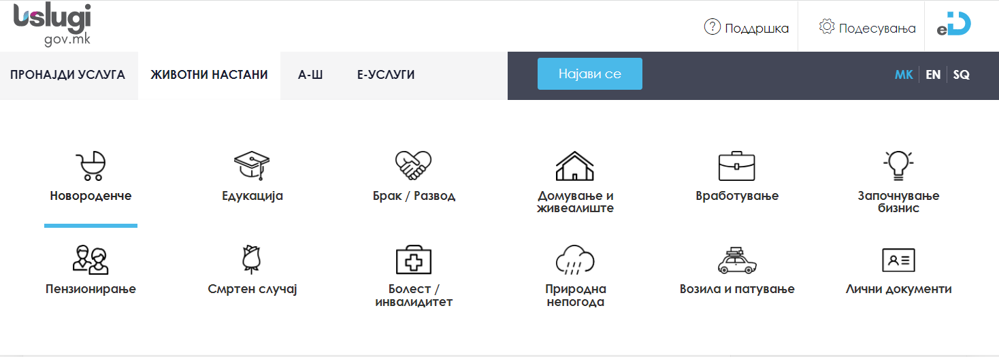 uslugi
gov.mk
Поддршка
Подесувања
eiD
ПРОНАЈДИ УСЛУГА
ЖИВОТНИ НАСТАНИ
А-Ш
Е-УСЛУГИ
Најави се
MK
EN
SQ
Новороденче
Едукација
Брак / Развод
Домување и
живеалиште
Вработување
Започнување
бизнис
Пензионирање
Смртен случај
Болест /
инвалидитет
Природна
непогода
Возила и патување
Лични документи